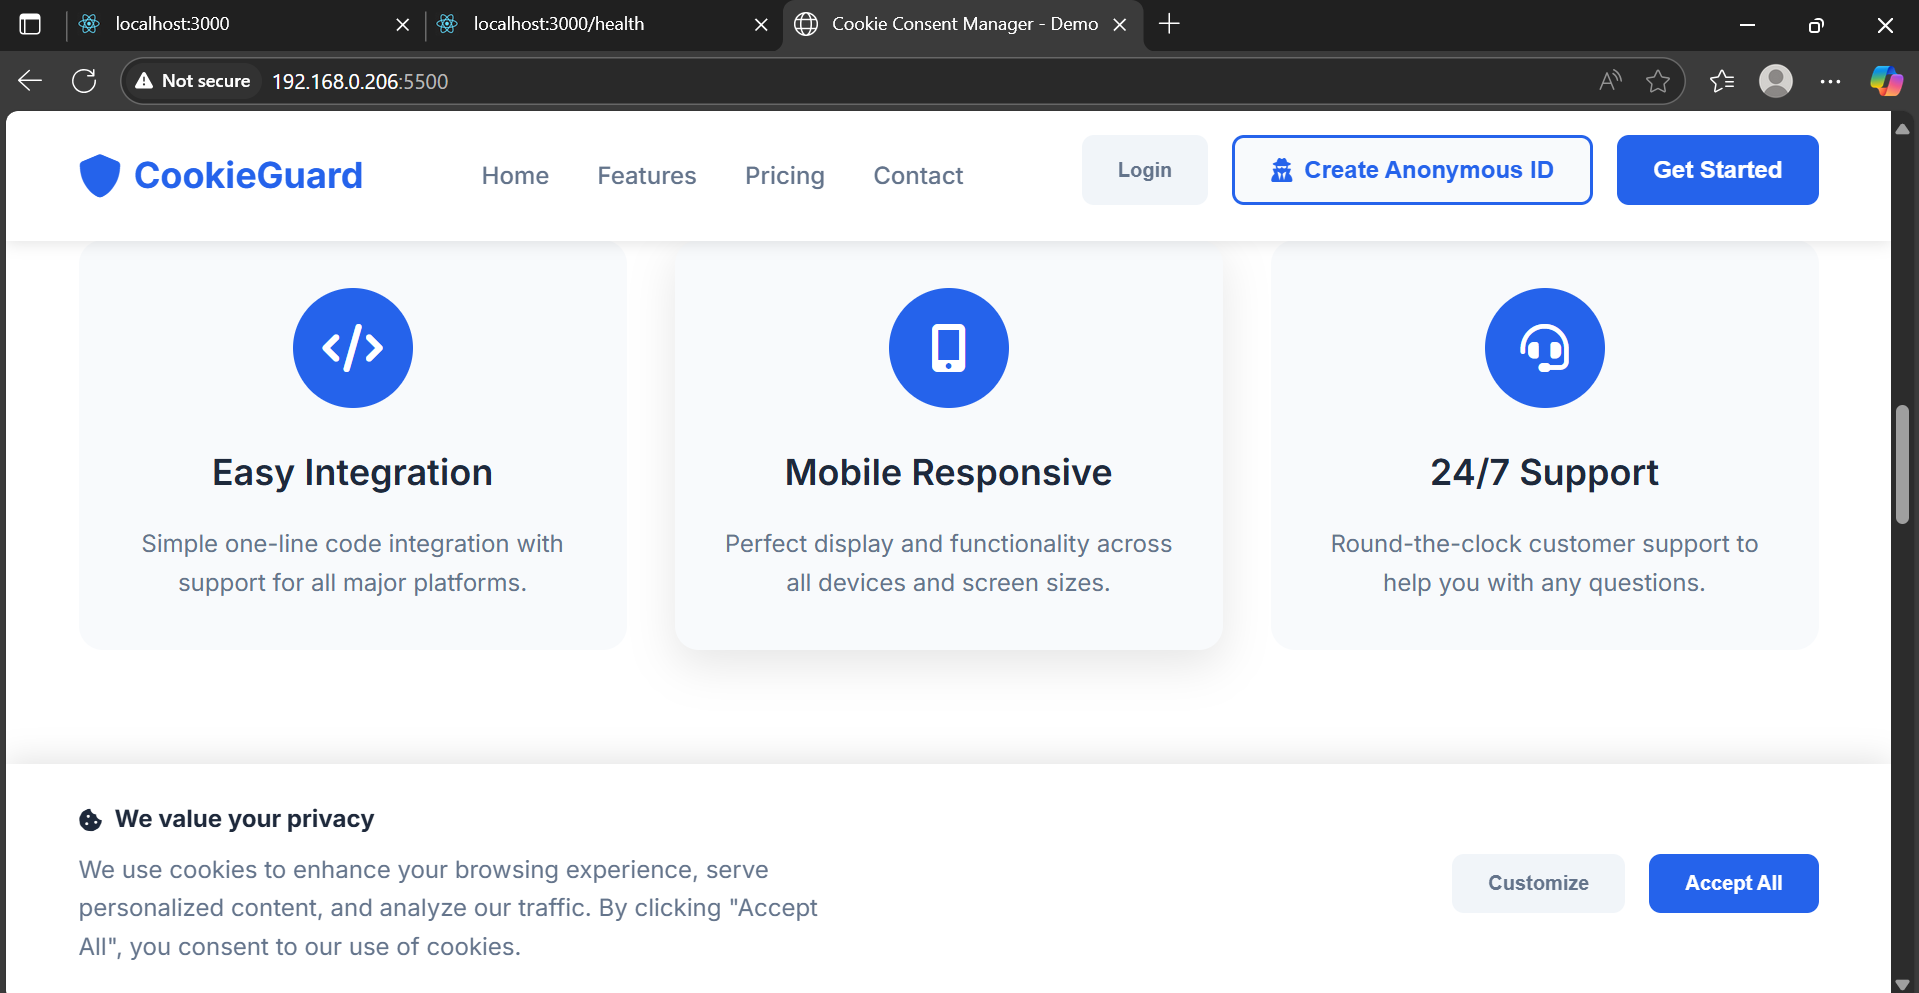 localhost:3000
localhost:3000/health
Cookie Consent Manager - Demo
Not secure
192.168.0.206:5500
CookieGuard
Home
Features
Pricing
Contact
Login
Create Anonymous ID
Get Started
Easy Integration
Simple one-line code integration with
support for all major platforms.
Mobile Responsive
Perfect display and functionality across
all devices and screen sizes.
24/7 Support
Round-the-clock customer support to
help you with any questions.
We value your privacy
We use cookies to enhance your browsing experience, serve
personalized content, and analyze our traffic. By clicking "Accept
All", you consent to our use of cookies.
Customize
Accept All